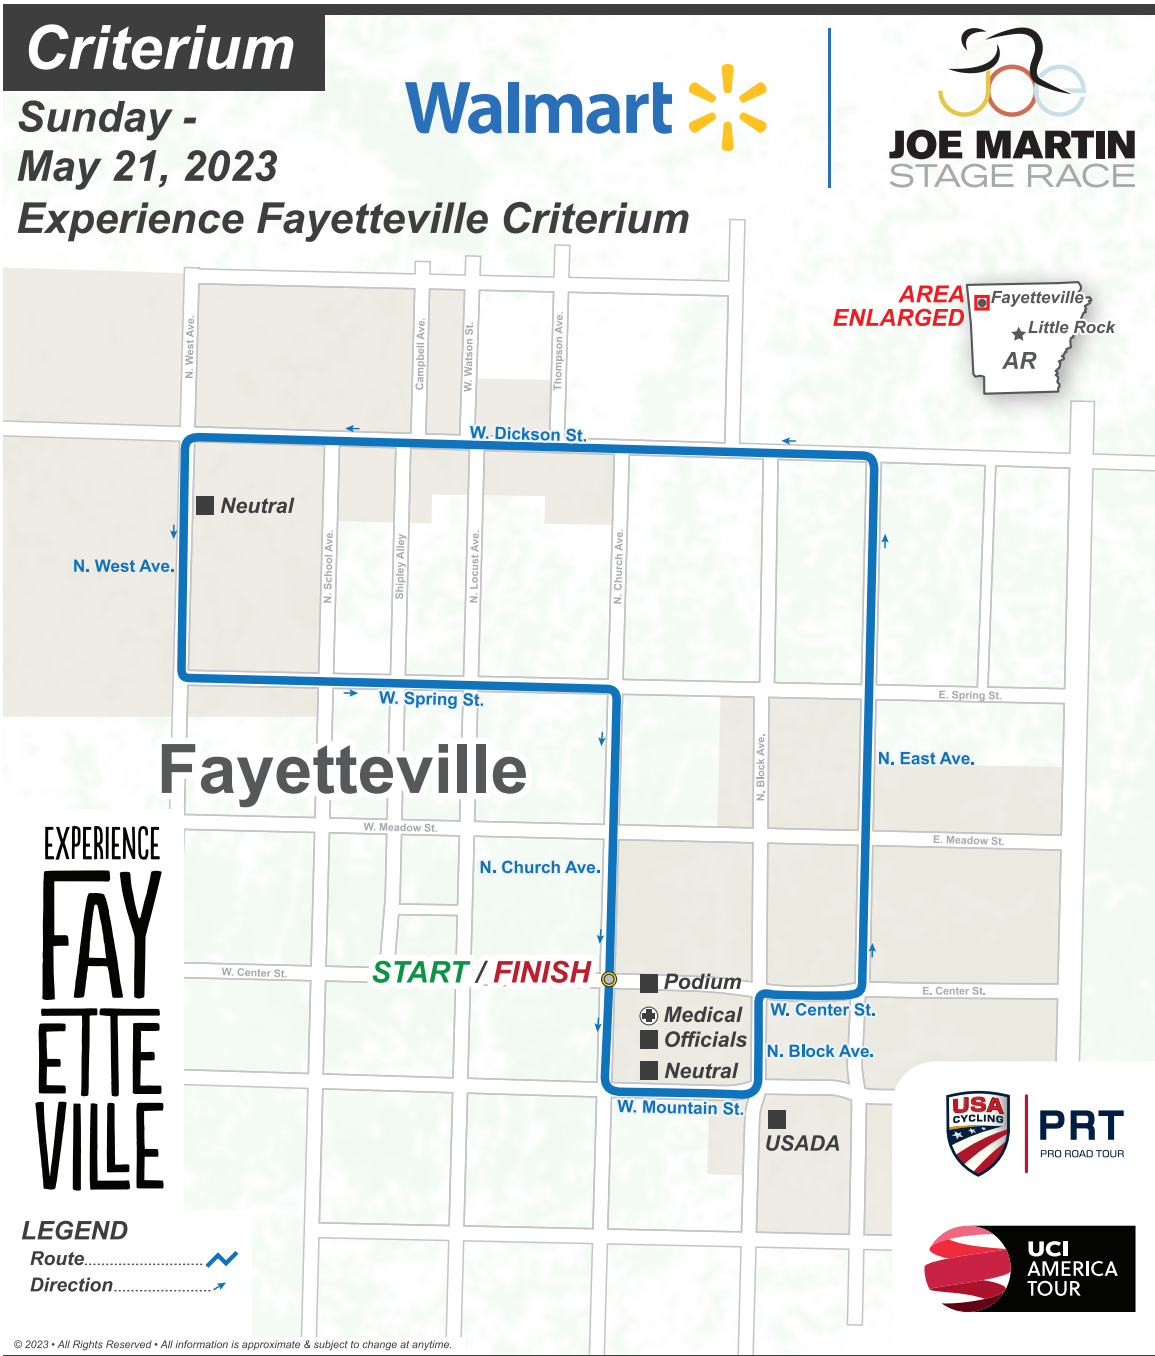 Criterium
Sunday -
May 21, 2023
Experience Fayetteville Criterium
Walmart
JOE
JOE MARTIN
STAGE RACE
AREA
ENLARGED
Fayetteville
Little Rock
AR
N. West Ave.
Campbell Ave.
W. Watson St.
Thompson Ave.
W. Dickson St.
Neutral
N. West Ave.
N. School Ave.
Shipley Alley
N. Locust Ave.
N. Church Ave.
W. Spring St.
E. Spring St.
Fayetteville
N. Block Ave.
N. East Ave.
W. Meadow St.
E. Meadow St.
N. Church Ave.
W. Center St.
START / FINISH
Podium
Medical
Officials
Neutral
E. Center St.
W. Center St.
N. Block Ave.
W. Mountain St.
USADA
EXPERIENCE
FAY
ETTE
VILLE
USA
CYCLING
PRT
PRO ROAD TOUR
UCI
AMERICA
TOUR
LEGEND
Route
Direction
© 2023 • All Rights Reserved • All information is approximate & subject to change at anytime.